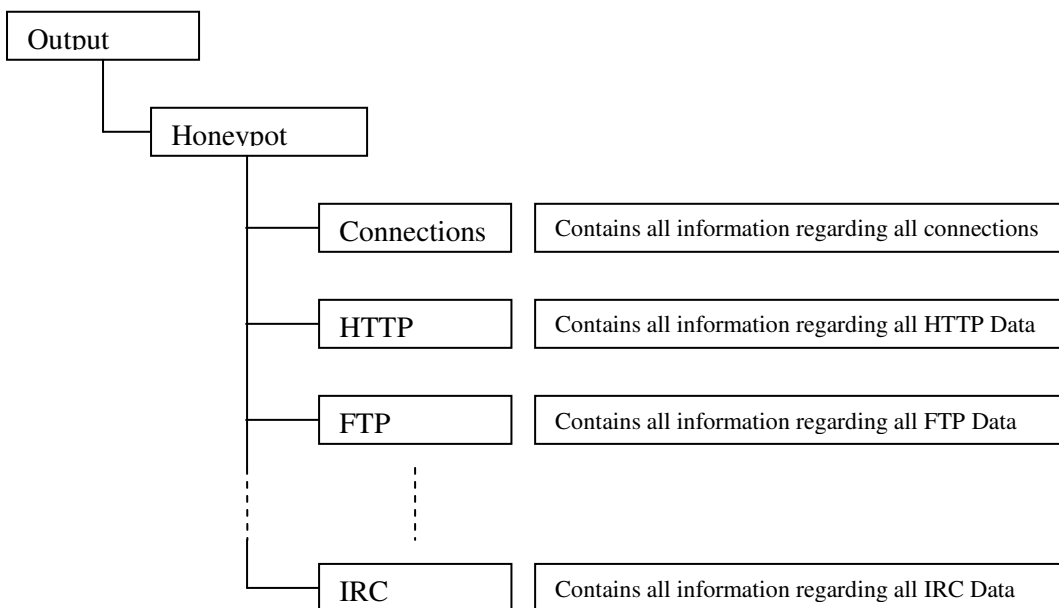 Output
Honeypot
Connections
Contains all information regarding all connections
HTTP
Contains all information regarding all HTTP Data
FTP
Contains all information regarding all FTP Data
IRC
Contains all information regarding all IRC Data